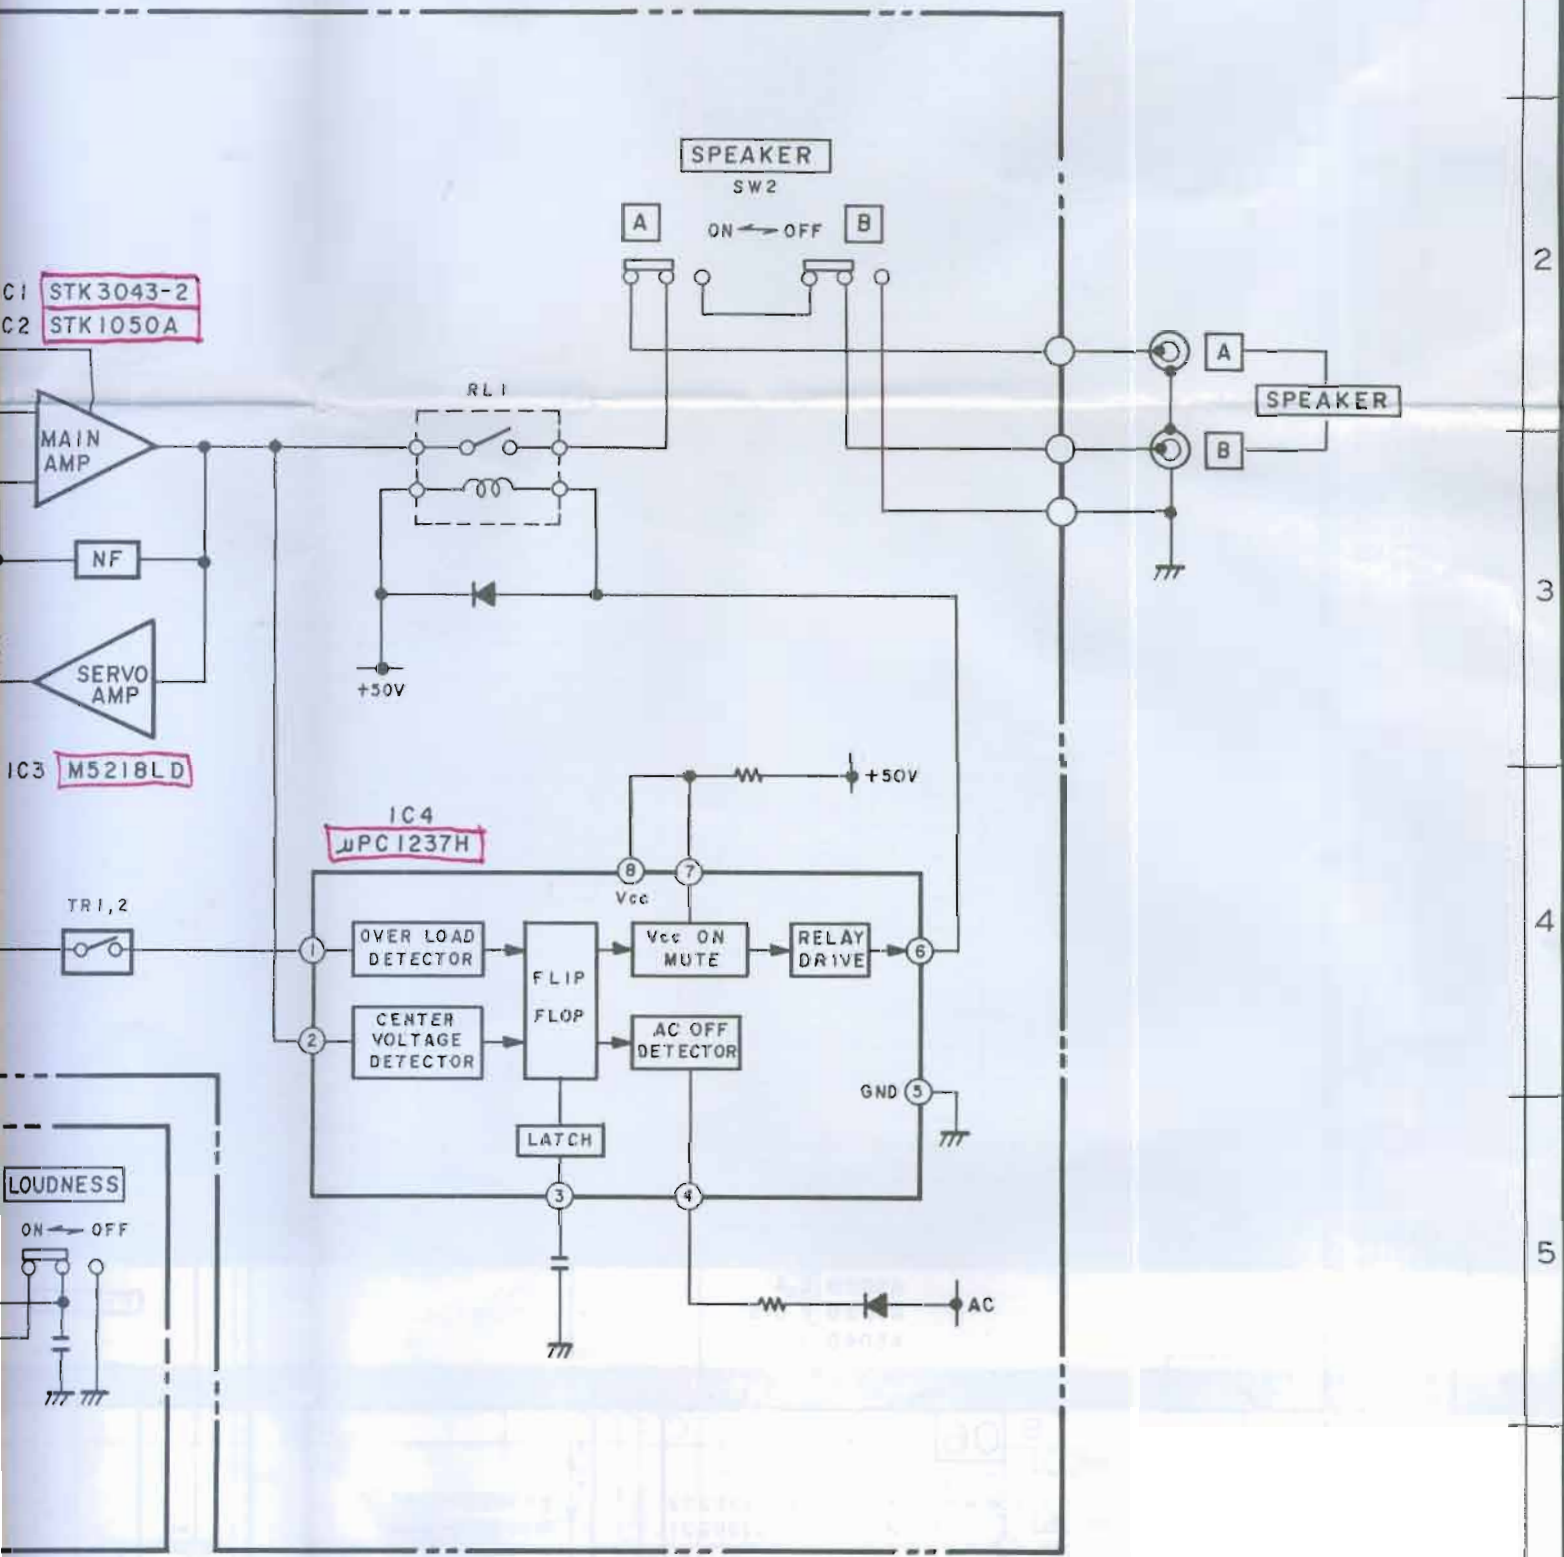 SPEAKER
SW2
A
ON OFF
B
2
C1 STK3043-2
C2 STK1050A
RL1
A
SPEAKER
B
MAIN
AMP
NF
3
SERVO
AMP
+50V
IC3 M5218LD
+50V
IC4
μPC1237H
8
7
Vcc
TR1,2
4
1
OVER LOAD
DETECTOR
FLIP
FLOP
Vcc ON
MUTE
RELAY
DRIVE
6
2
CENTER
VOLTAGE
DETECTOR
AC OFF
DETECTOR
GND 5
LATCH
LOUDNESS
3
4
ON OFF
5
AC